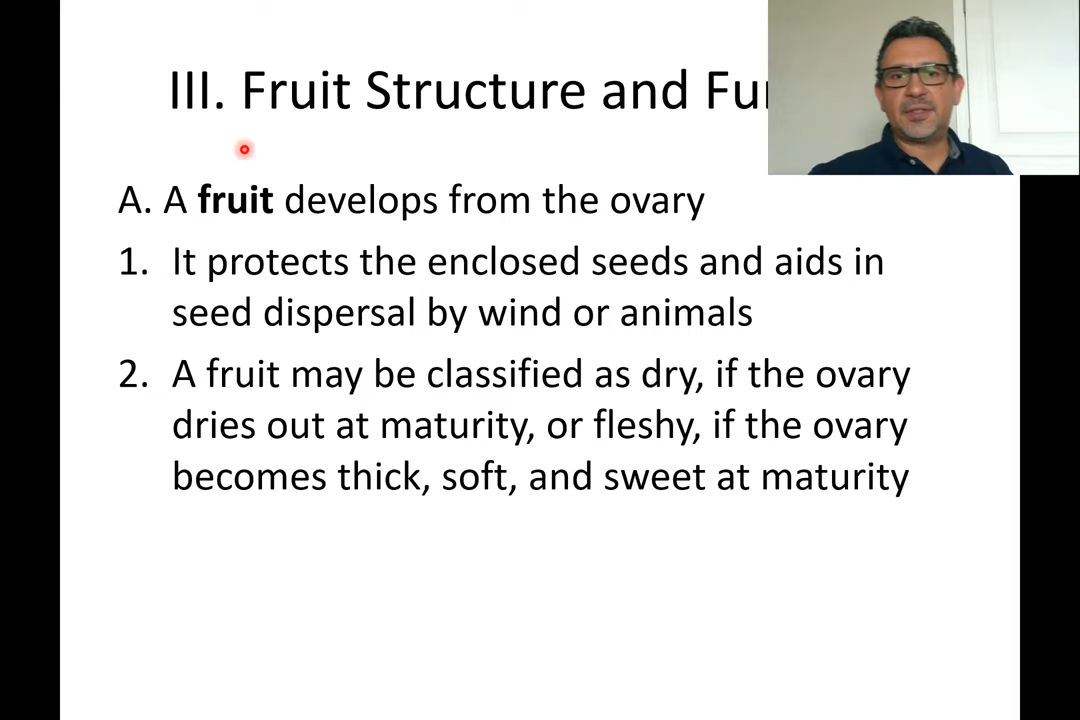 III. Fruit Structure and
A. A fruit develops from the ovary
1. It protects the enclosed seeds and aids in
seed dispersal by wind or animals
2. A fruit may be classified as dry, if the ovary
dries out at maturity, or fleshy, if the ovary
becomes thick, soft, and sweet at maturity